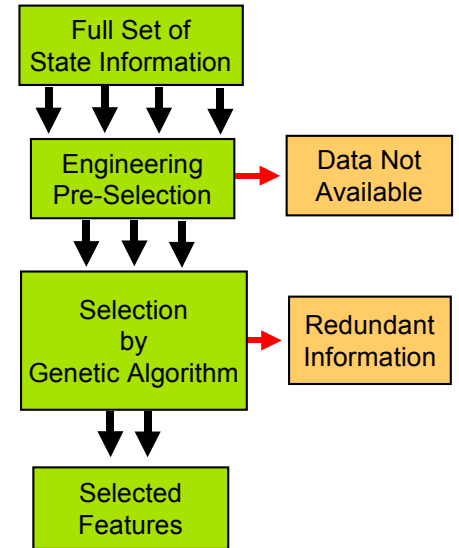 Full Set of
State Information
Engineering
Pre-Selection
Data Not
Available
Selection
by
Genetic Algorithm
Redundant
Information
Selected
Features